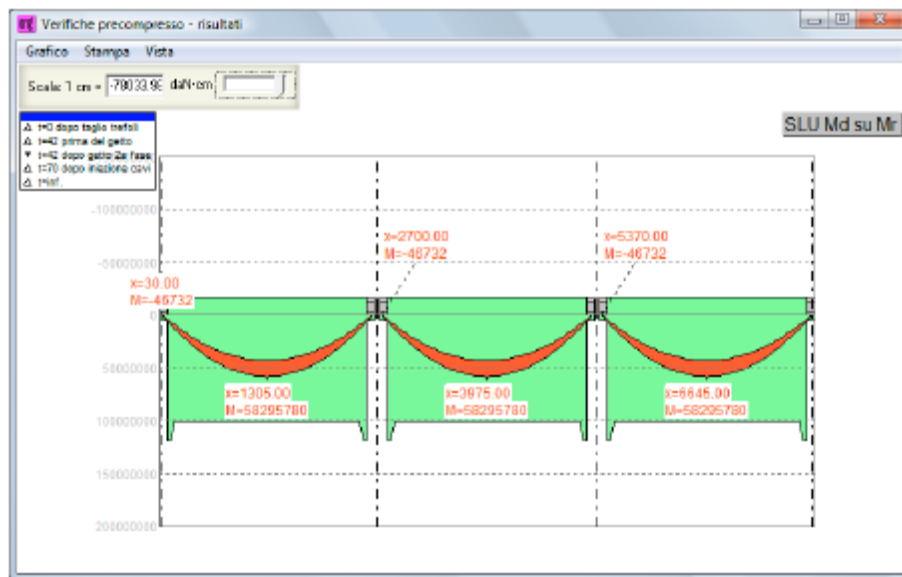 Verifiche precompresso - risultati
Grafico Stampa Vista
Scala: 1 cm = -78033.96 daN·cm
SLU Md su Mr
t=0 dopo taglio trefoli
t=42 prima del getto
t=42 dopo getto 2a fase
t=70 dopo iniezione cavi
t=inf.
-100000000
-50000000
0
50000000
100000000
150000000
200000000
x=30.00
M=-46732
x=2700.00
M=-46732
x=5370.00
M=-46732
x=1305.00
M=58295780
x=3975.00
M=58295780
x=6645.00
M=58295780